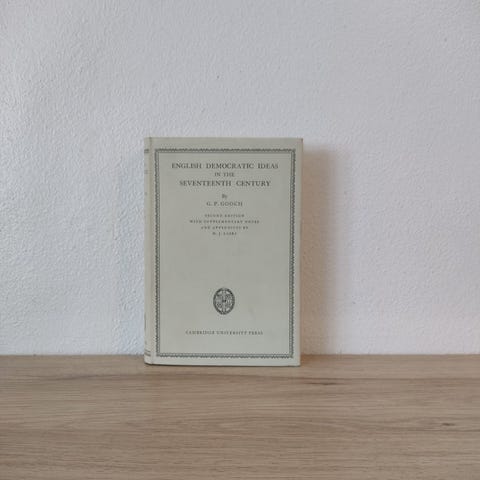 ENGLISH DEMOCRATIC IDEAS
IN THE
SEVENTEENTH CENTURY
By
G. P. GOOCH
SECOND EDITION
WITH SUPPLEMENTARY NOTES
AND APPENDICES BY
H. J. LASKI
CAMBRIDGE UNIVERSITY PRESS